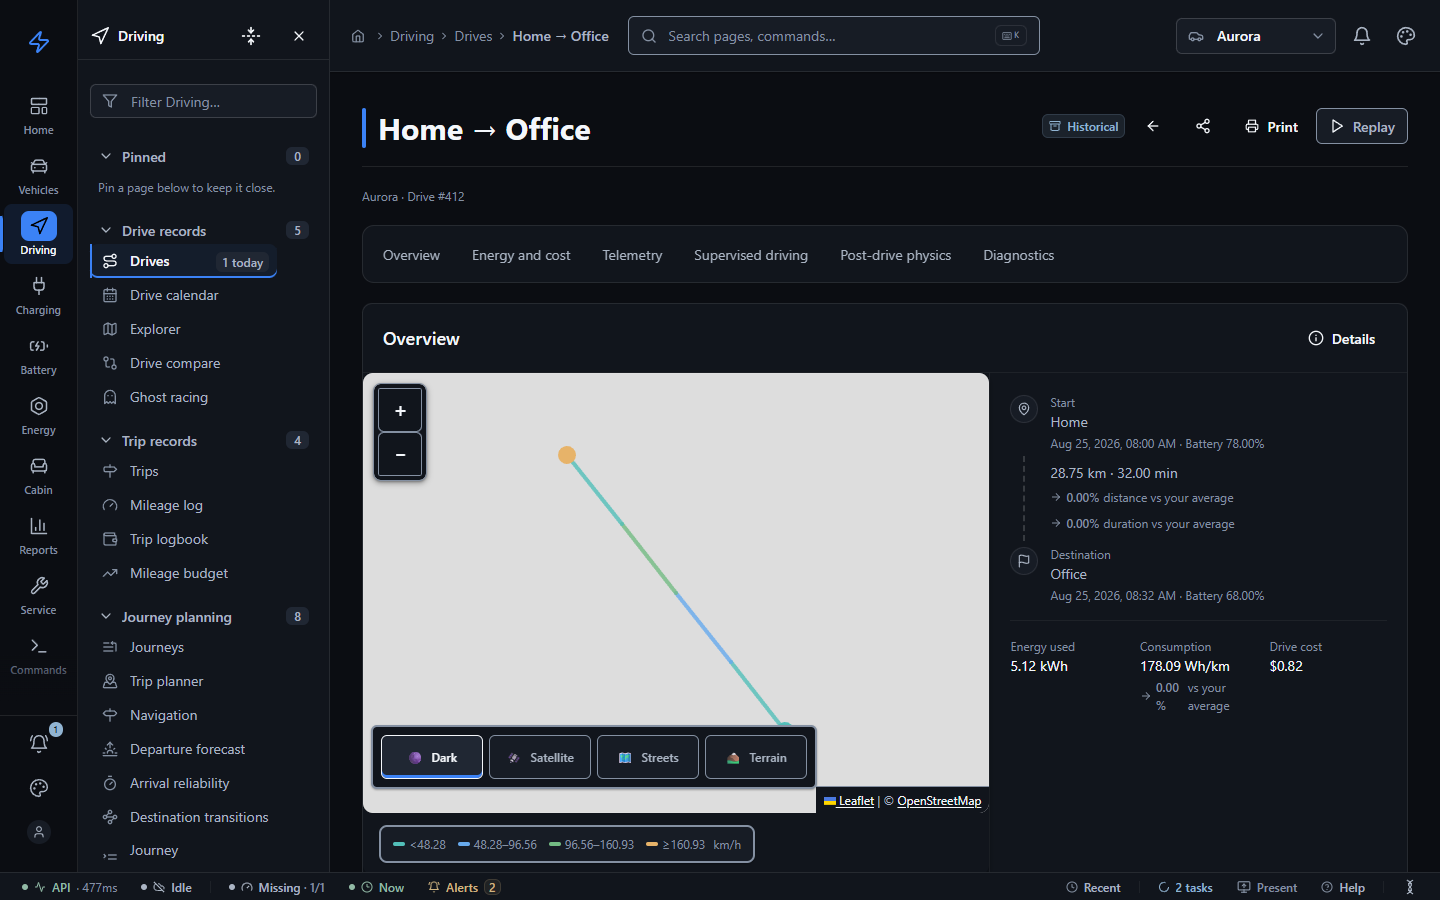 Home
Vehicles
Driving
Charging
Battery
Energy
Cabin
Reports
Service
Commands
1
Driving
Filter Driving...
Pinned 0
Pin a page below to keep it close.
Drive records 5
Drives 1 today
Drive calendar
Explorer
Drive compare
Ghost racing
Trip records 4
Trips
Mileage log
Trip logbook
Mileage budget
Journey planning 8
Journeys
Trip planner
Navigation
Departure forecast
Arrival reliability
Destination transitions
Journey
Driving > Drives > Home → Office
Search pages, commands... K
Aurora
Home → Office
Historical
Print
Replay
Aurora · Drive #412
Overview Energy and cost Telemetry Supervised driving Post-drive physics Diagnostics
Overview
Details
+
−
Dark Satellite Streets Terrain
Leaflet | © OpenStreetMap
<48.28 48.28–96.56 96.56–160.93 ≥160.93 km/h
Start
Home
Aug 25, 2026, 08:00 AM · Battery 78.00%
28.75 km · 32.00 min
→ 0.00% distance vs your average
→ 0.00% duration vs your average
Destination
Office
Aug 25, 2026, 08:32 AM · Battery 68.00%
Energy used
5.12 kWh
Consumption
178.09 Wh/km
→ 0.00 % vs your average
Drive cost
$0.82
API · 477ms Idle Missing · 1/1 Now Alerts 2 Recent 2 tasks Present Help